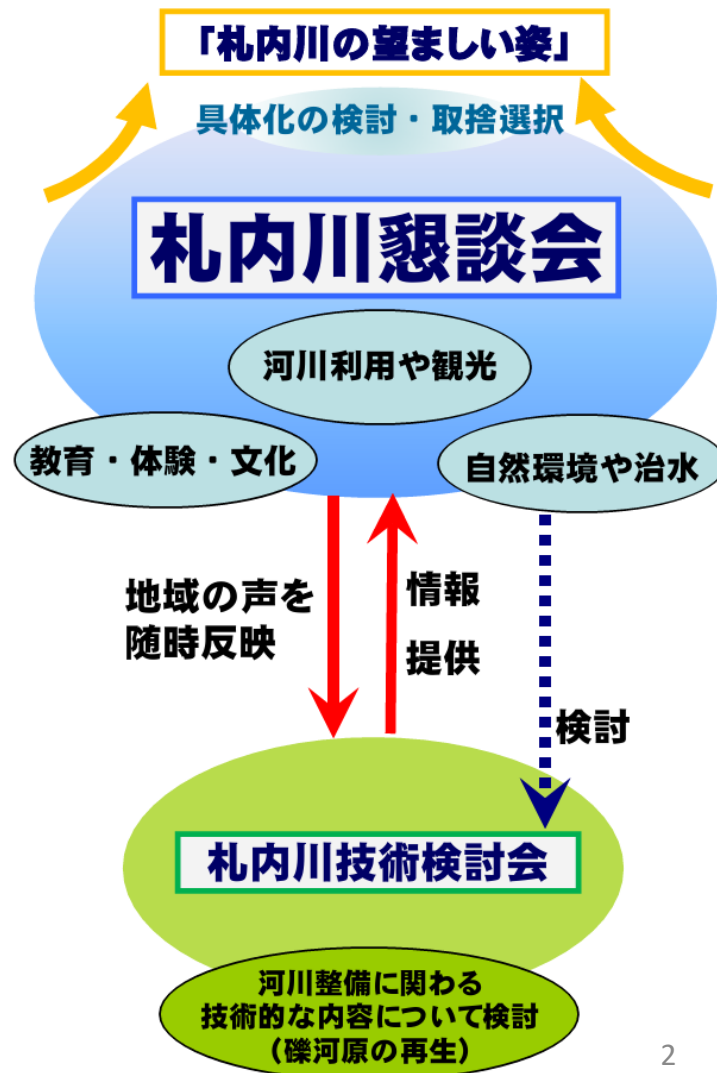 「札内川の望ましい姿」
具体化の検討・取捨選択
札内川懇談会
河川利用や観光
教育・体験・文化
自然環境や治水
地域の声を
随時反映
情報
提供
検討
札内川技術検討会
河川整備に関わる
技術的な内容について検討
（礫河原の再生）
2